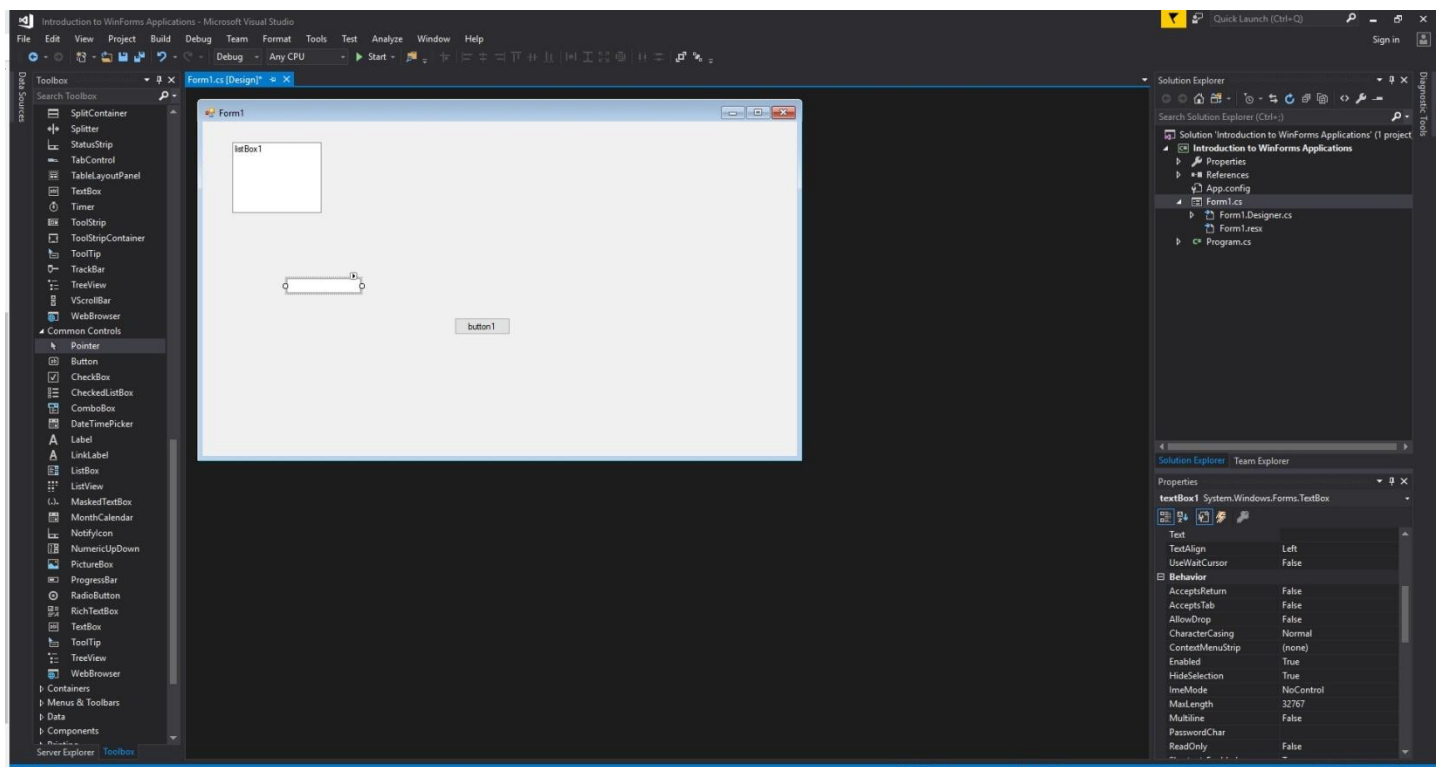 Introduction to WinForms Applications - Microsoft Visual Studio
Quick Launch (Ctrl+Q)
File Edit View Project Build Debug Team Format Tools Test Analyze Window Help
Sign in
Debug Any CPU Start
Data Sources
Toolbox
Search Toolbox
SplitContainer
Splitter
StatusStrip
TabControl
TableLayoutPanel
TextBox
Timer
ToolStrip
ToolStripContainer
ToolTip
TrackBar
TreeView
VScrollBar
WebBrowser
Common Controls
Pointer
Button
CheckBox
CheckedListBox
ComboBox
DateTimePicker
Label
LinkLabel
ListBox
ListView
MaskedTextBox
MonthCalendar
NotifyIcon
NumericUpDown
PictureBox
ProgressBar
RadioButton
RichTextBox
TextBox
ToolTip
TreeView
WebBrowser
Containers
Menus & Toolbars
Data
Components
Server Explorer Toolbox
Form1.cs [Design]*
Form1
listBox1
button1
Solution Explorer
Search Solution Explorer (Ctrl+;)
Solution 'Introduction to WinForms Applications' (1 project
Introduction to WinForms Applications
Properties
References
App.config
Form1.cs
Form1.Designer.cs
Form1.resx
Program.cs
Solution Explorer Team Explorer
Properties
textBox1 System.Windows.Forms.TextBox
Text
TextAlign Left
UseWaitCursor False
Behavior
AcceptsReturn False
AcceptsTab False
AllowDrop False
CharacterCasing Normal
ContextMenuStrip (none)
Enabled True
HideSelection True
ImeMode NoControl
MaxLength 32767
Multiline False
PasswordChar
ReadOnly False
Diagnostic Tools